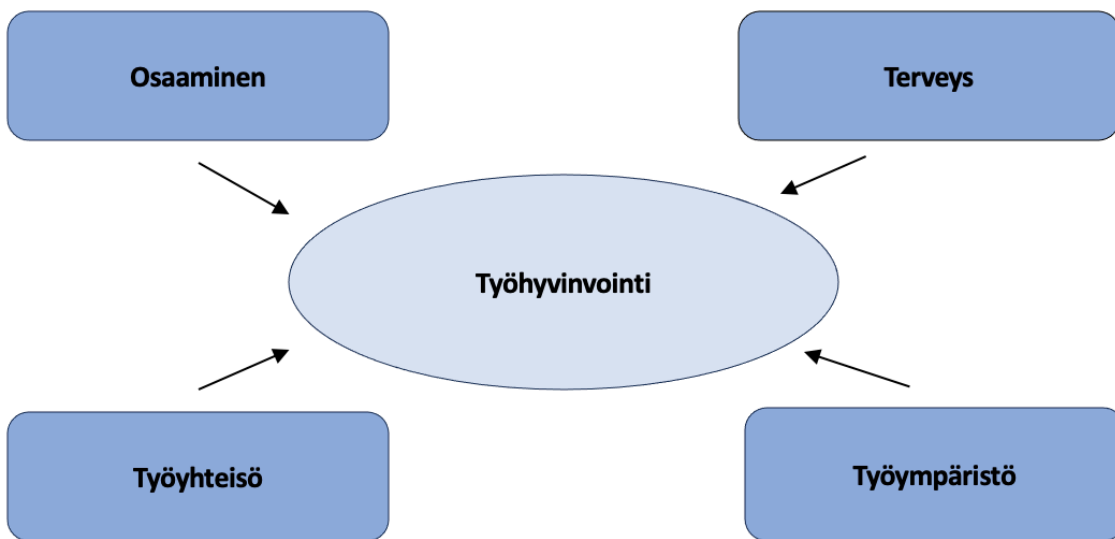 Osaaminen
Terveys
Työhyvinvointi
Työyhteisö
Työympäristö